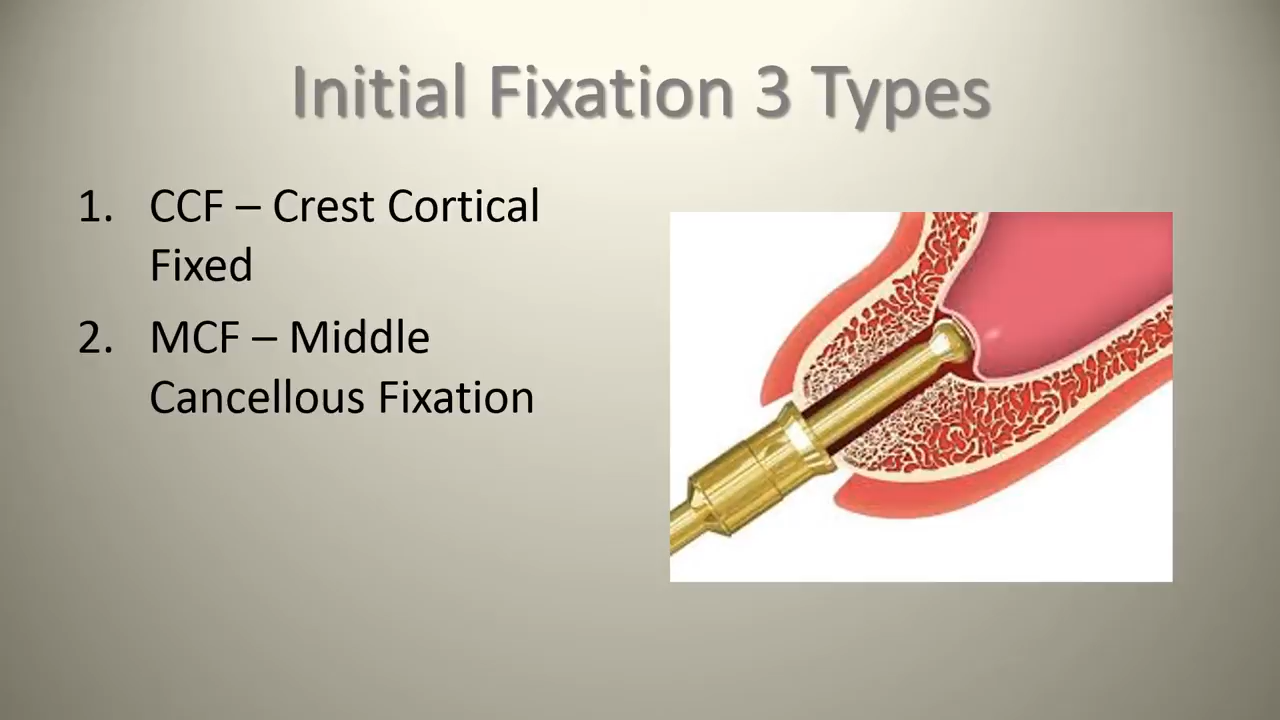 Initial Fixation 3 Types
1. CCF – Crest Cortical
Fixed
2. MCF – Middle
Cancellous Fixation